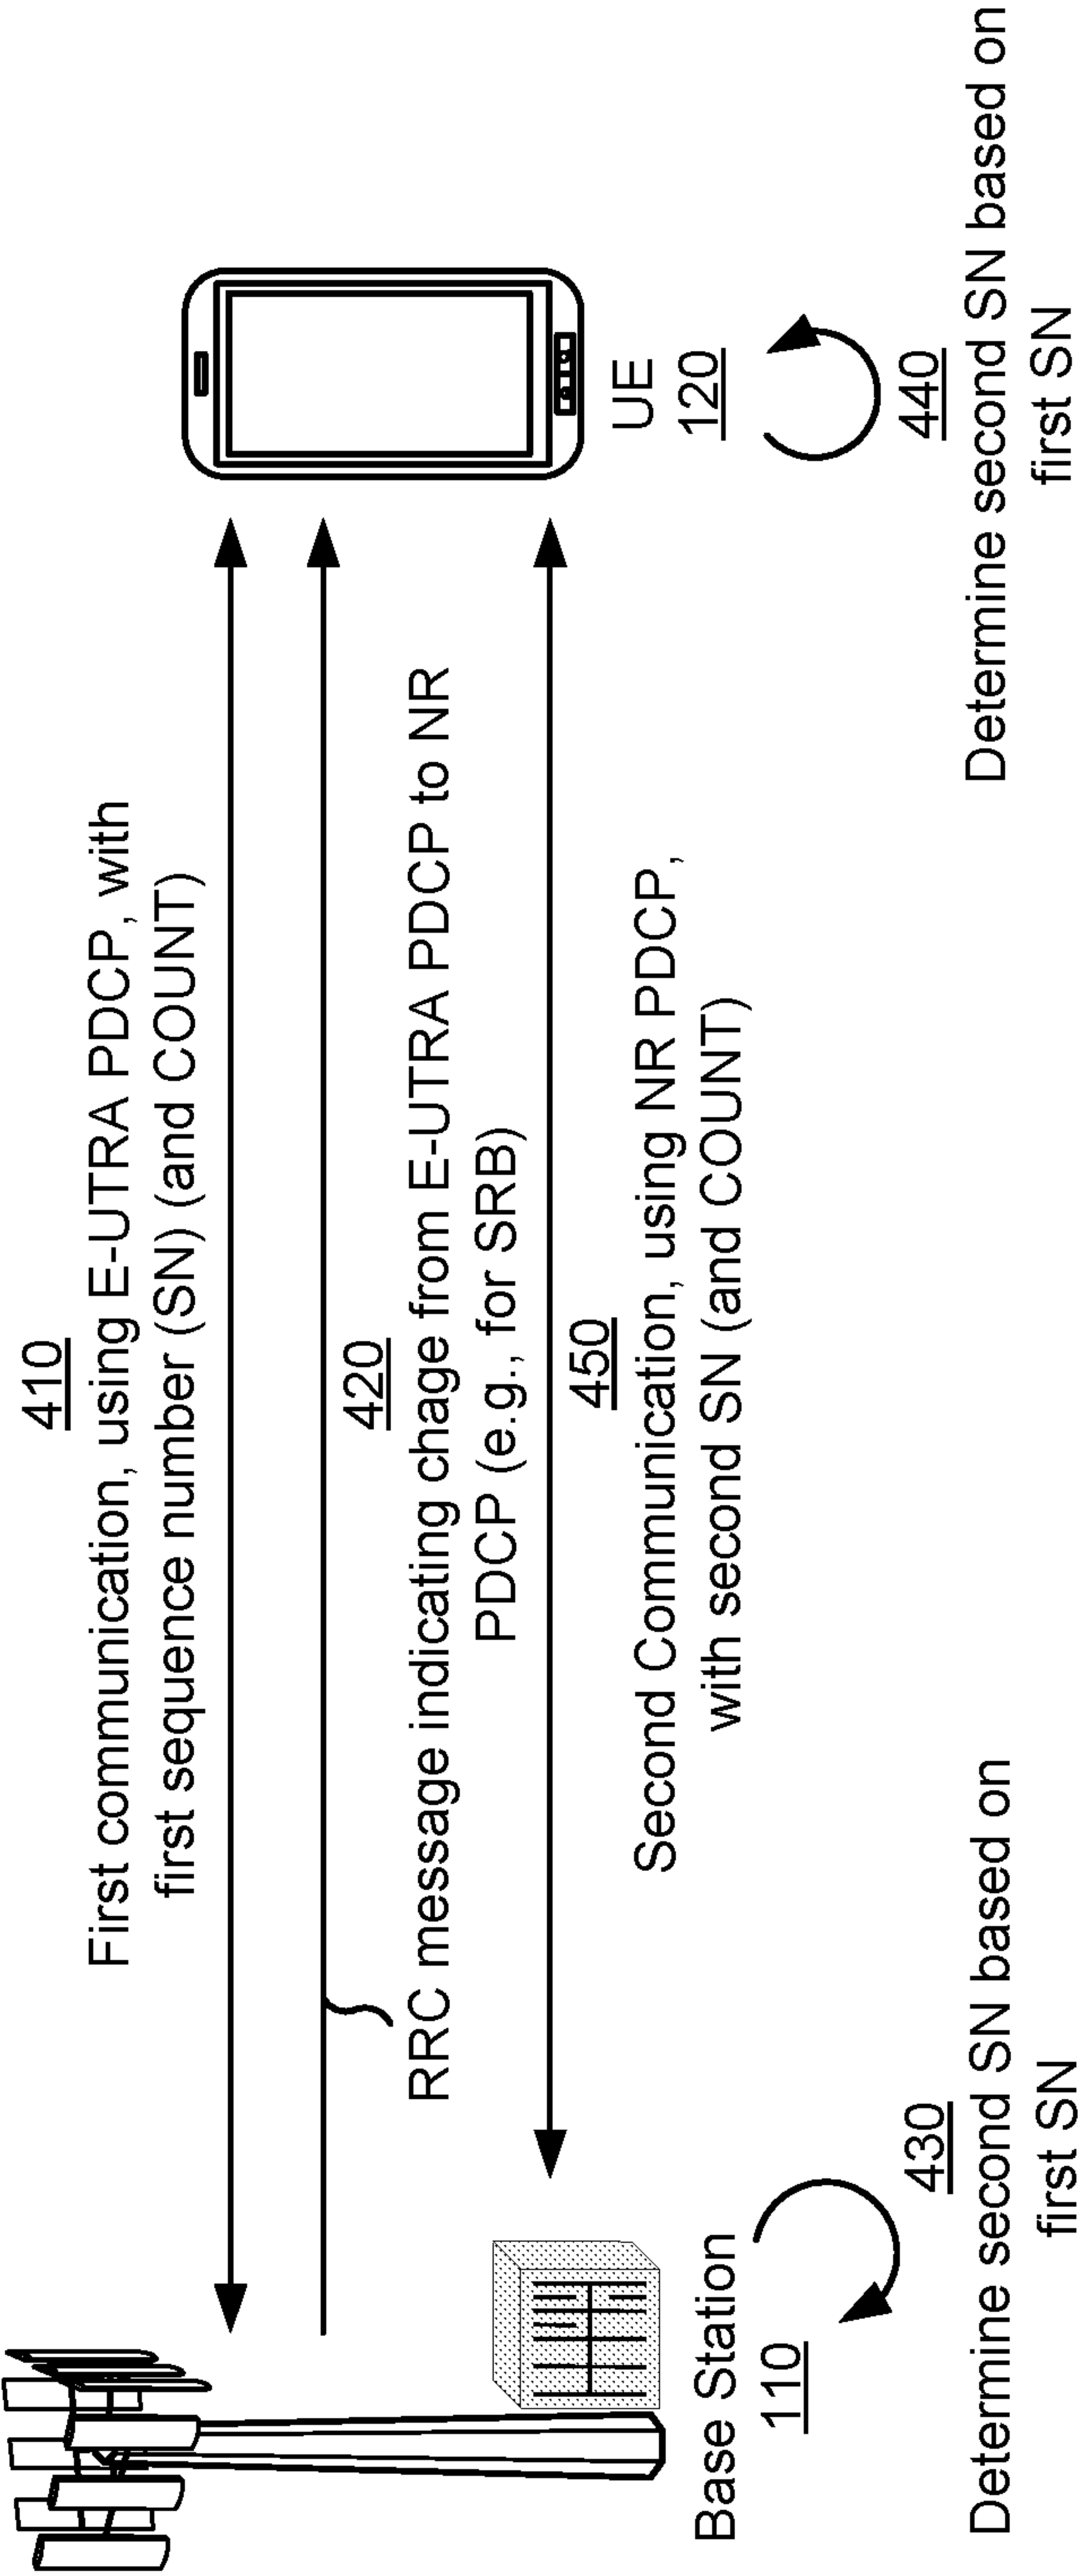 410
First communication, using E-UTRA PDCP, with
first sequence number (SN) (and COUNT)
420
RRC message indicating chage from E-UTRA PDCP to NR
PDCP (e.g., for SRB)
450
Second Communication, using NR PDCP,
with second SN (and COUNT)
Base Station
110
UE
120
430
Determine second SN based on
first SN
440
Determine second SN based on
first SN